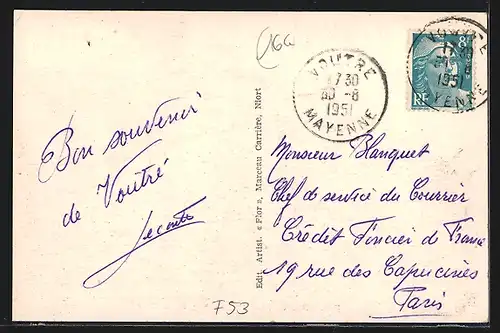 Bon souvenir
de Voutré
Lecomte
Edit. Artist. « Flor », Marceau Carrière, Niort
VOUTRE
17 30
20 -8
1951
MAYENNE
RF
Monsieur Blanquet
Chef de service du Courrier
Crédit Foncier de France
19 rue des Capucines
Paris
F53